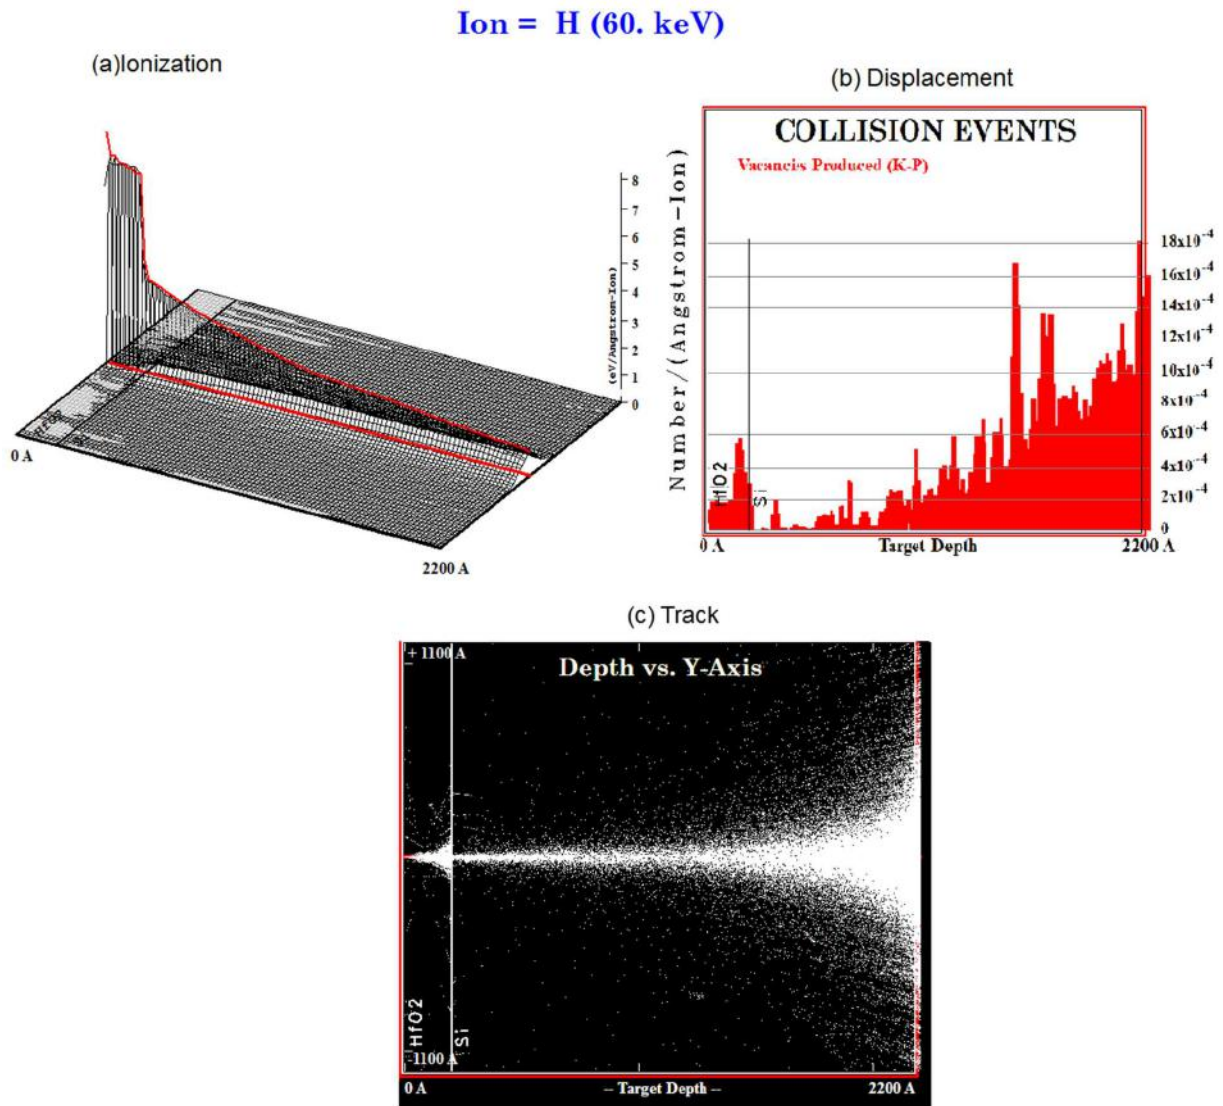 Ion = H (60. keV)
(a)Ionization
8
7
6
5
4
3
2
1
0
(eV/Angstrom-Ion)
0 A
2200 A
(b) Displacement
COLLISION EVENTS
Vacancis Produced (K-P)
Number/(Angstrom-Ion)
18x10⁻⁴
16x10⁻⁴
14x10⁻⁴
12x10⁻⁴
10x10⁻⁴
8x10⁻⁴
6x10⁻⁴
4x10⁻⁴
2x10⁻⁴
0
HfO2
Si
0 A
Target Depth
2200 A
(c) Track
+ 1100 A
Depth vs. Y-Axis
HfO2
Si
-1100 A
0 A
-- Target Depth --
2200 A